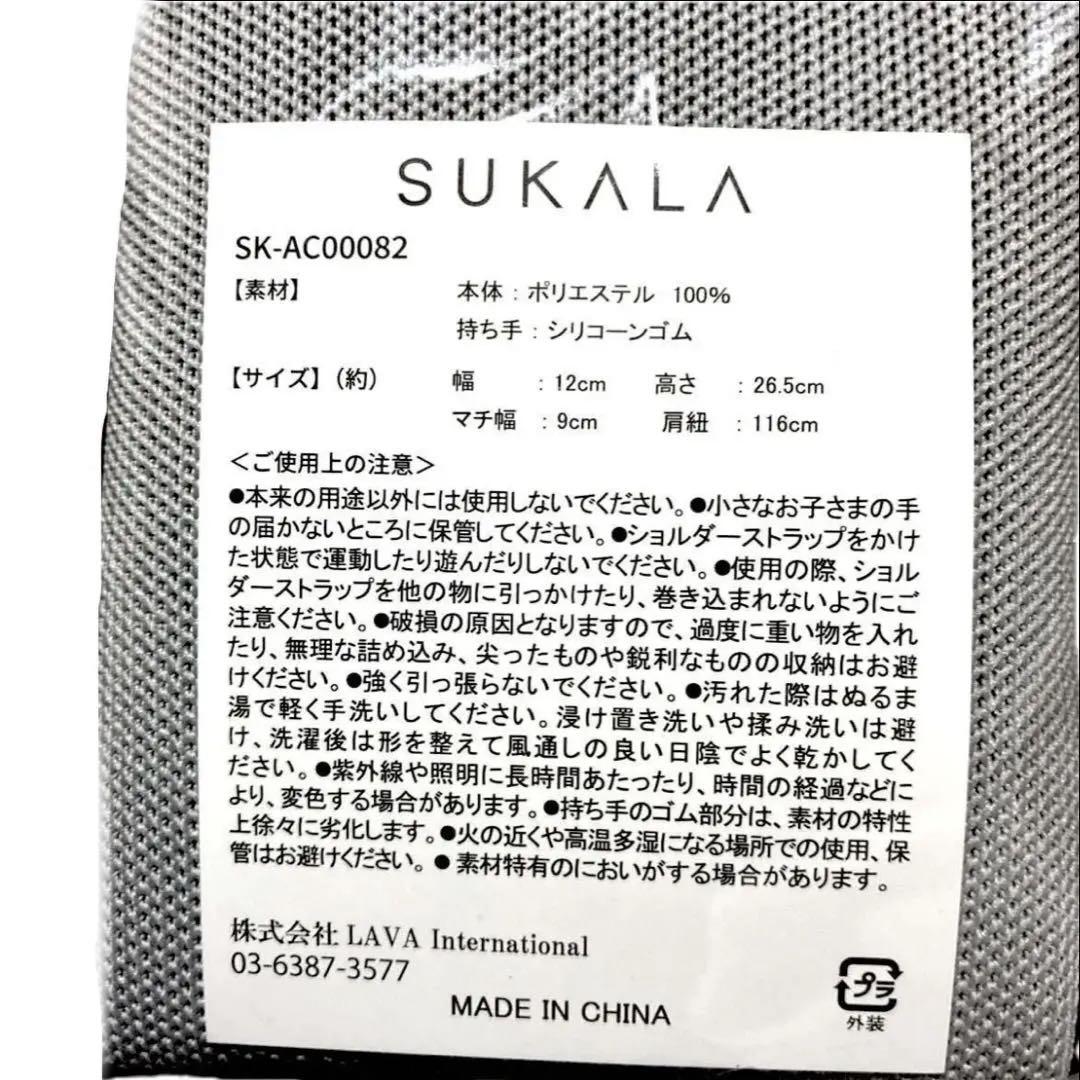 SUKALA
SK-AC00082
【素材】 本体 : ポリエステル 100%
持ち手 : シリコーンゴム
【サイズ】(約) 幅 : 12cm 高さ : 26.5cm
マチ幅 : 9cm 肩紐 : 116cm
＜ご使用上の注意＞
●本来の用途以外には使用しないでください。●小さなお子さまの手
の届かないところに保管してください。●ショルダーストラップをかけ
た状態で運動したり遊んだりしないでください。●使用の際、ショル
ダーストラップを他の物に引っかけたり、巻き込まれないようにご
注意ください。●破損の原因となりますので、過度に重い物を入れ
たり、無理な詰め込み、尖ったものや鋭利なものの収納はお避
けください。●強く引っ張らないでください。●汚れた際はぬるま
湯で軽く手洗いしてください。浸け置き洗いや揉み洗いは避
け、洗濯後は形を整えて風通しの良い日陰でよく乾かしてく
ださい。●紫外線や照明に長時間あたったり、時間の経過などに
より、変色する場合があります。●持ち手のゴム部分は、素材の特性
上徐々に劣化します。●火の近くや高温多湿になる場所での使用、保
管はお避けください。● 素材特有のにおいがする場合があります。
株式会社 LAVA International
03-6387-3577
MADE IN CHINA
プラ
外装